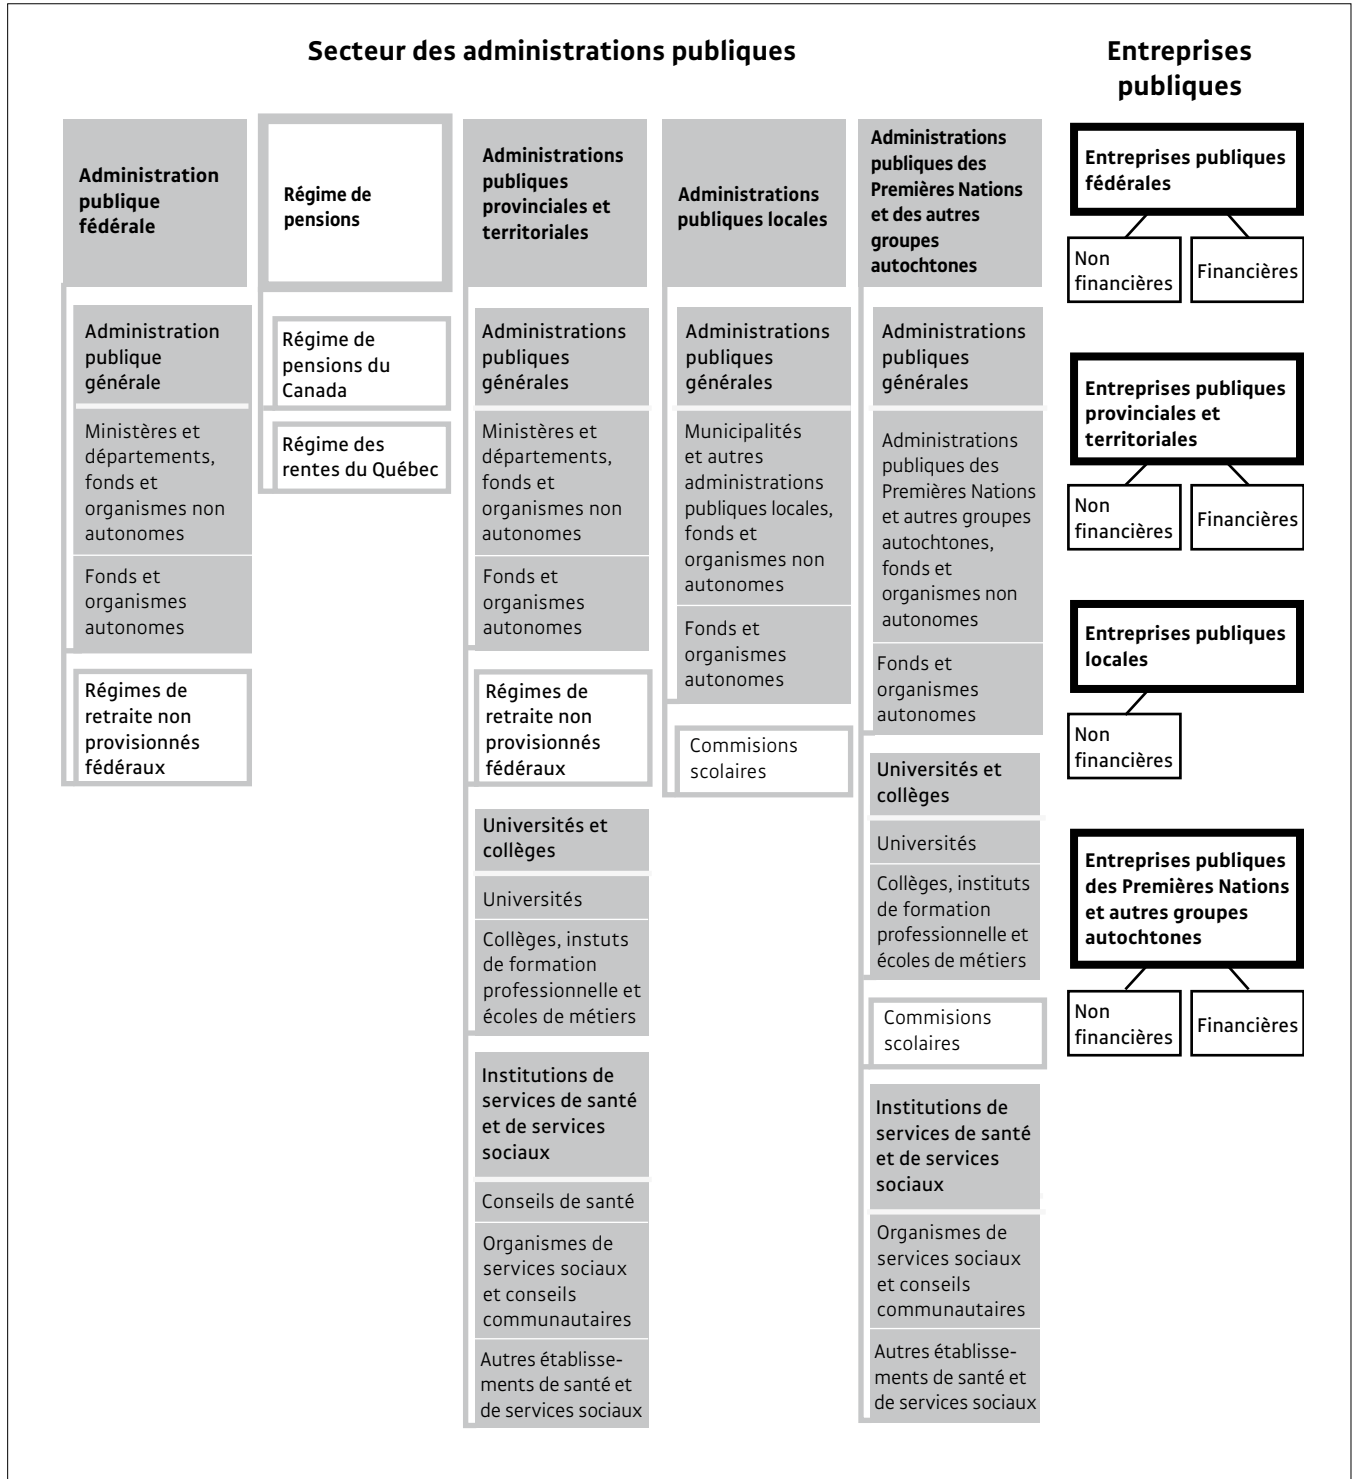 Secteur des administrations publiques
Entreprises
publiques
Administration
publique
fédérale
Administration
publique
générale
Ministères et
départements,
fonds et
organismes non
autonomes
Fonds et
organismes
autonomes
Régimes de
retraite non
provisionnés
fédéraux
Régime de
pensions
Régime de
pensions du
Canada
Régime des
rentes du Québec
Administrations
publiques
provinciales et
territoriales
Administrations
publiques
générales
Ministères et
départements,
fonds et
organismes non
autonomes
Fonds et
organismes
autonomes
Régimes de
retraite non
provisionnés
fédéraux
Universités et
collèges
Universités
Collèges, instuts
de formation
professionnelle et
écoles de métiers
Institutions de
services de santé
et de services
sociaux
Conseils de santé
Organismes de
services sociaux
et conseils
communautaires
Autres établisse-
ments de santé et
de services sociaux
Administrations
publiques locales
Administrations
publiques
générales
Municipalités
et autres
administrations
publiques locales,
fonds et
organismes non
autonomes
Fonds et
organismes
autonomes
Commisions
scolaires
Administrations
publiques des
Premières Nations
et des autres
groupes
autochtones
Administrations
publiques
générales
Administrations
publiques des
Premières Nations
et autres groupes
autochtones,
fonds et
organismes non
autonomes
Fonds et
organismes
autonomes
Universités et
collèges
Universités
Collèges, instituts
de formation
professionnelle et
écoles de métiers
Commisions
scolaires
Institutions de
services de santé
et de services
sociaux
Organismes de
services sociaux
et conseils
communautaires
Autres établisse-
ments de santé et
de services sociaux
Entreprises publiques
fédérales
Non
financières
Financières
Entreprises publiques
provinciales et
territoriales
Non
financières
Financières
Entreprises publiques
locales
Non
financières
Entreprises publiques
des Premières Nations
et autres groupes
autochtones
Non
financières
Financières